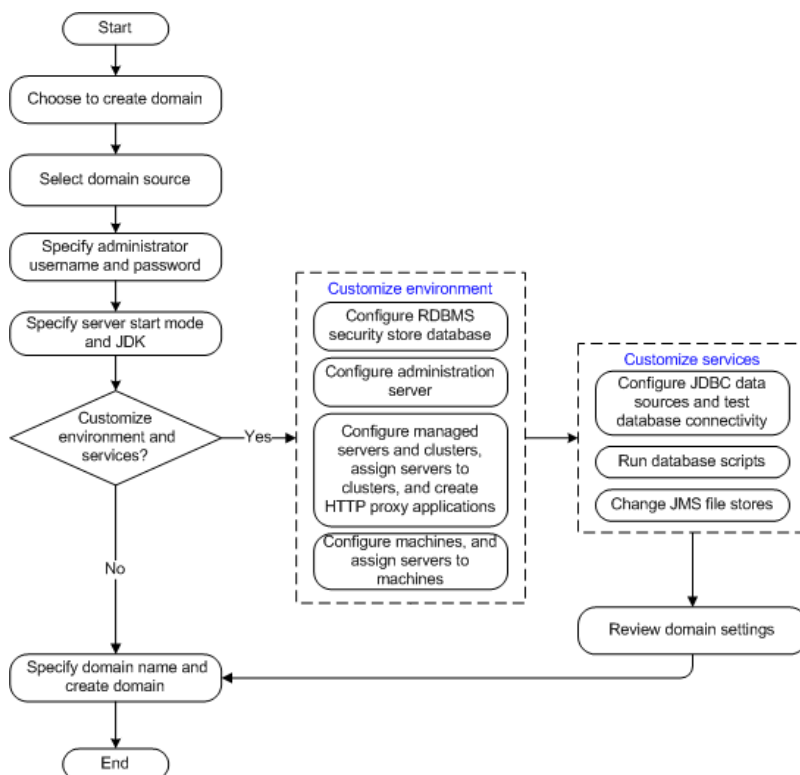 Start
Choose to create domain
Select domain source
Specify administrator
username and password
Specify server start mode
and JDK
Customize
environment and
services?
Yes
No
Customize environment
Configure RDBMS
security store database
Configure administration
server
Configure managed
servers and clusters,
assign servers to
clusters, and create
HTTP proxy applications
Configure machines, and
assign servers to
machines
Customize services
Configure JDBC data
sources and test
database connectivity
Run database scripts
Change JMS file stores
Review domain settings
Specify domain name and
create domain
End